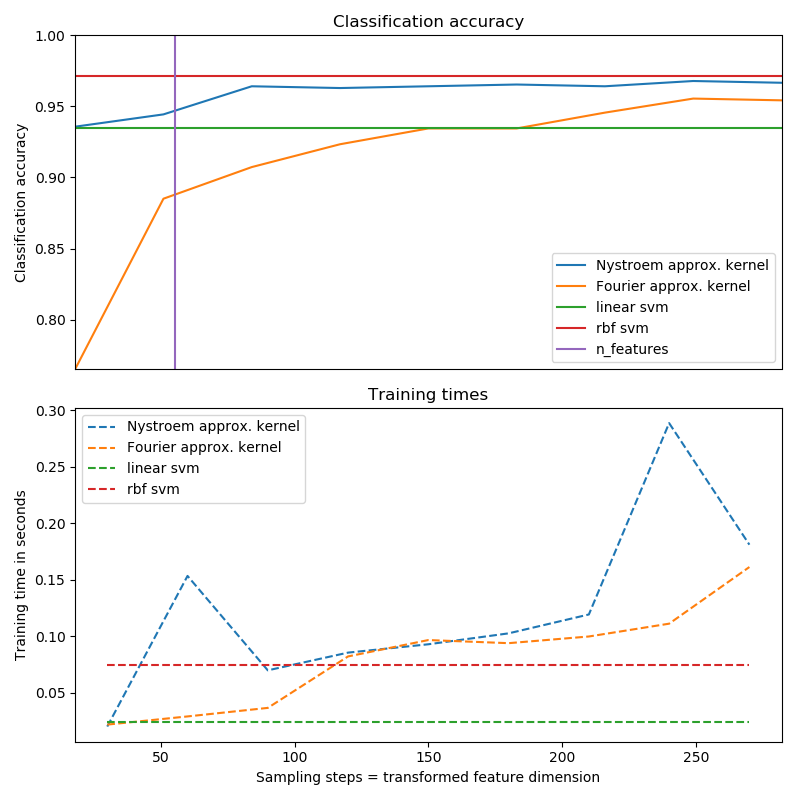 Classification accuracy
1.00
0.95
0.90
0.85
0.80
Classification accuracy
Nystroem approx. kernel
Fourier approx. kernel
linear svm
rbf svm
n_features
Training times
0.30
0.25
0.20
0.15
0.10
0.05
Training time in seconds
Nystroem approx. kernel
Fourier approx. kernel
linear svm
rbf svm
50
100
150
200
250
Sampling steps = transformed feature dimension